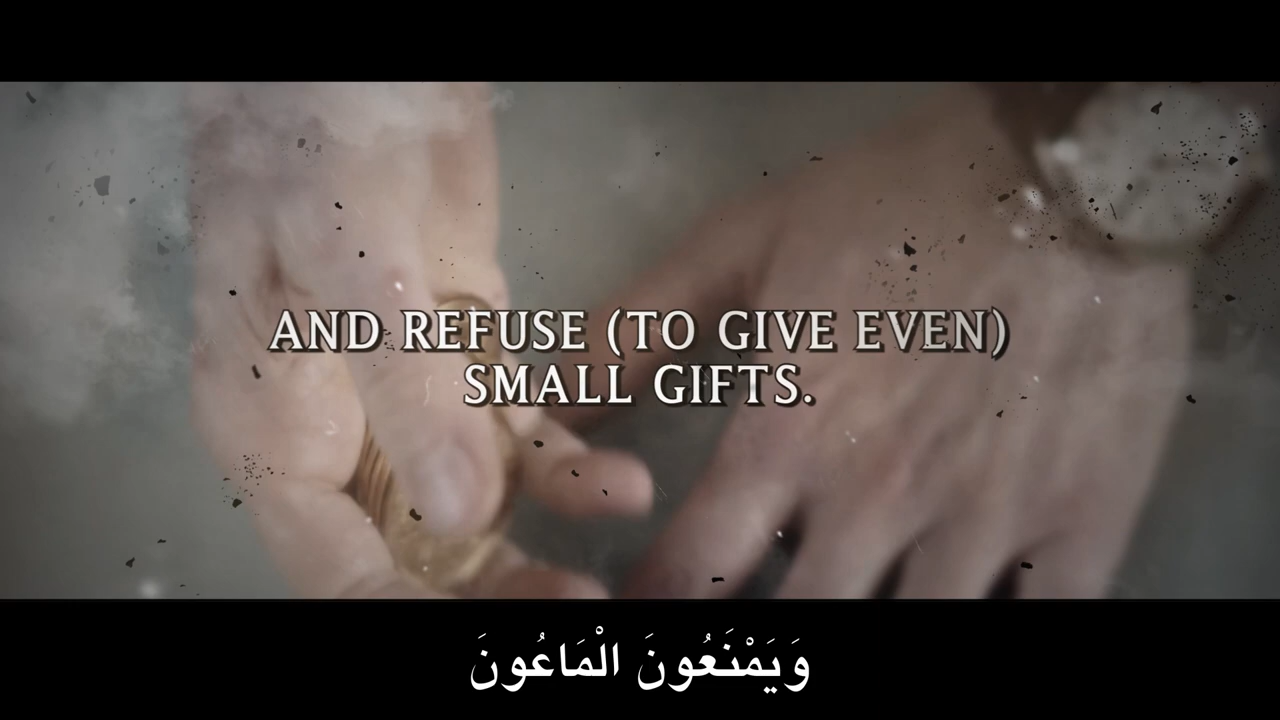 AND REFUSE (TO GIVE EVEN)
SMALL GIFTS.
وَيَمْنَعُونَ الْمَاعُونَ